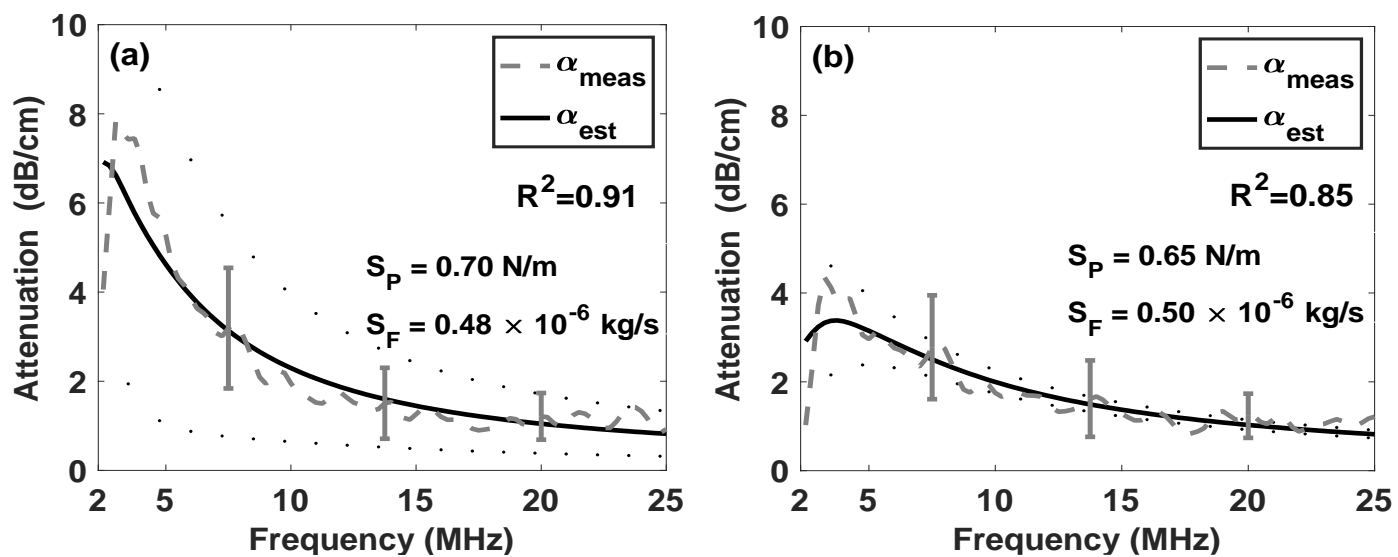 (a)
α_meas
α_est
R²=0.91
S_P = 0.70 N/m
S_F = 0.48 × 10⁻⁶ kg/s
Attenuation (dB/cm)
10
8
6
4
2
0
2 5 10 15 20 25
Frequency (MHz)
(b)
α_meas
α_est
R²=0.85
S_P = 0.65 N/m
S_F = 0.50 × 10⁻⁶ kg/s
Attenuation (dB/cm)
10
8
6
4
2
0
2 5 10 15 20 25
Frequency (MHz)